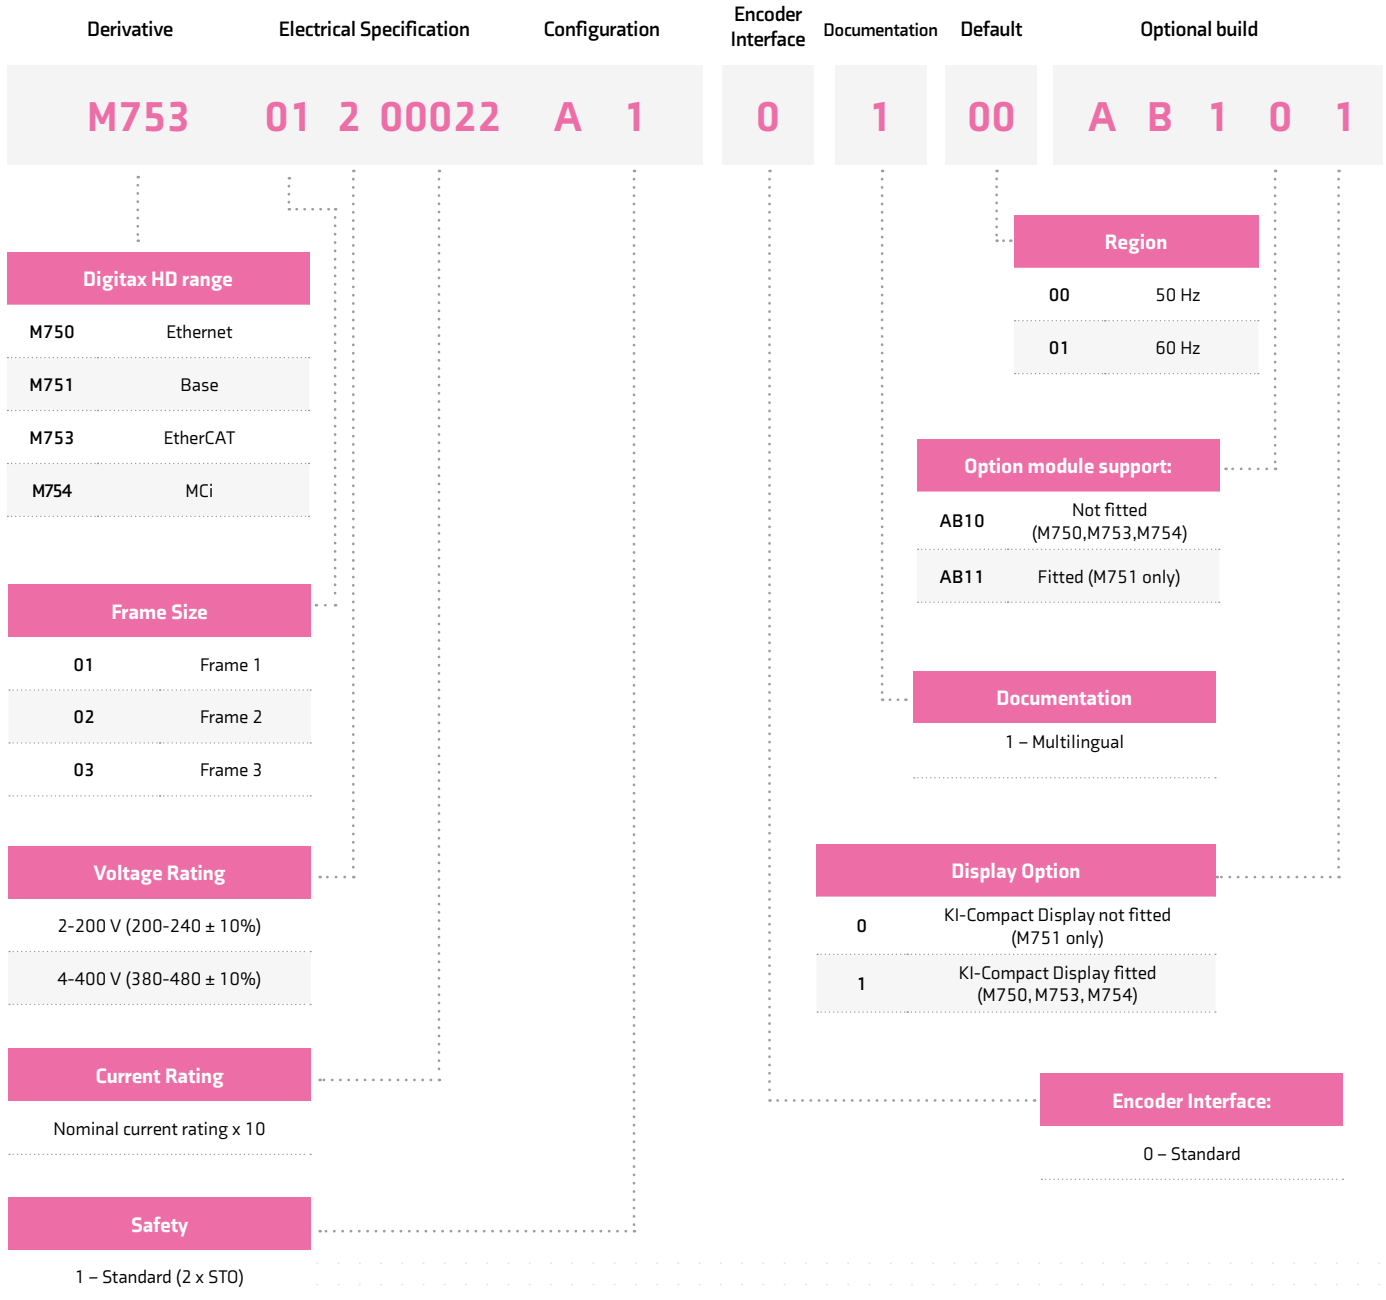 Derivative Electrical Specification Configuration Encoder Interface Documentation Default Optional build
M753 01 2 00022 A 1 0 1 00 A B 1 0 1
Digitax HD range
M750 Ethernet
M751 Base
M753 EtherCAT
M754 MCi
Frame Size
01 Frame 1
02 Frame 2
03 Frame 3
Voltage Rating
2-200 V (200-240 ± 10%)
4-400 V (380-480 ± 10%)
Current Rating
Nominal current rating x 10
Safety
1 – Standard (2 x STO)
Region
00 50 Hz
01 60 Hz
Option module support:
AB10 Not fitted
(M750,M753,M754)
AB11 Fitted (M751 only)
Documentation
1 – Multilingual
Display Option
0 KI-Compact Display not fitted
(M751 only)
1 KI-Compact Display fitted
(M750, M753, M754)
Encoder Interface:
0 – Standard